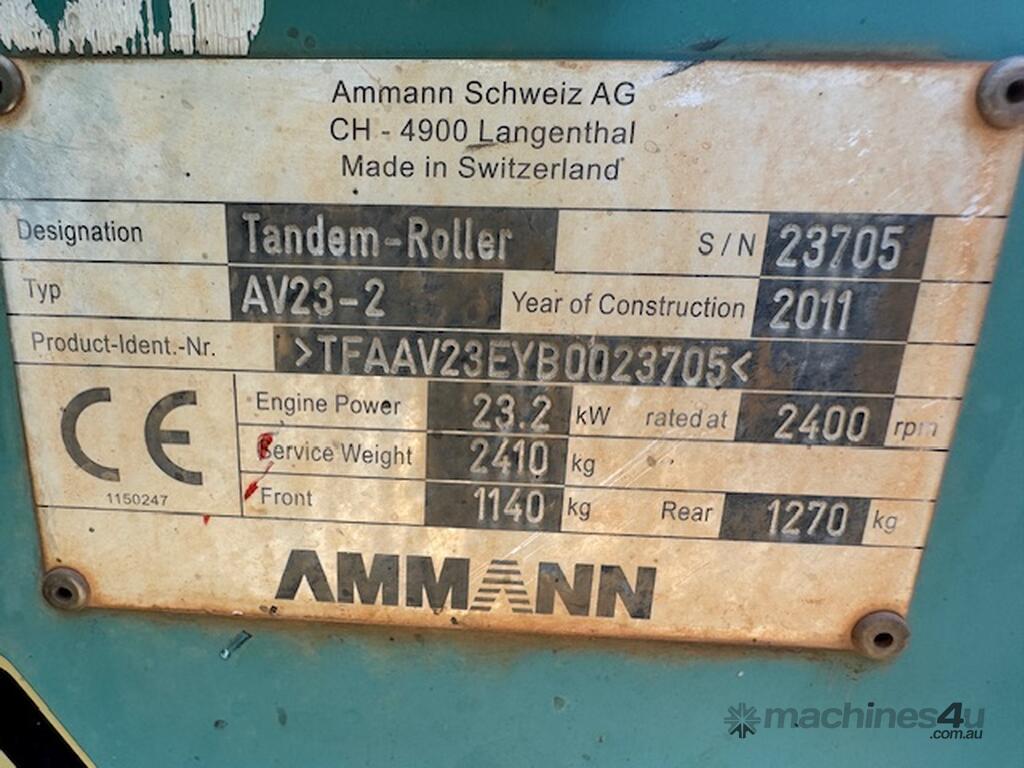 Ammann Schweiz AG
CH - 4900 Langenthal
Made in Switzerland
Designation Tandem-Roller S/N 23705
Typ AV23-2 Year of Construction 2011
Product-Ident.-Nr. >TFAAV23EYB0023705<
CE Engine Power 23.2 kW rated at 2400 rpm
Service Weight 2410 kg
1150247 Front 1140 kg Rear 1270 kg
AMMANN
machines4u
.com.au